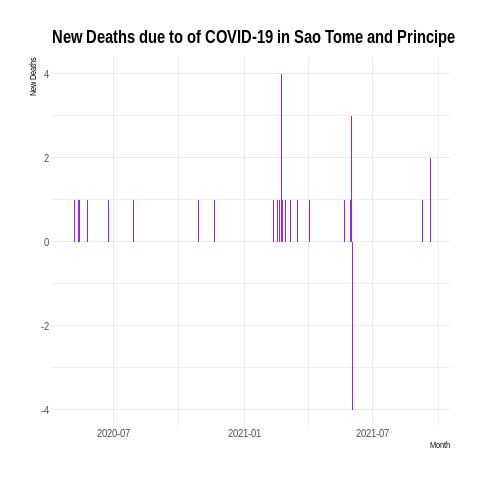 New Deaths due to of COVID-19 in Sao Tome and Principe
New Deaths
4
2
0
-2
-4
2020-07
2021-01
2021-07
Month